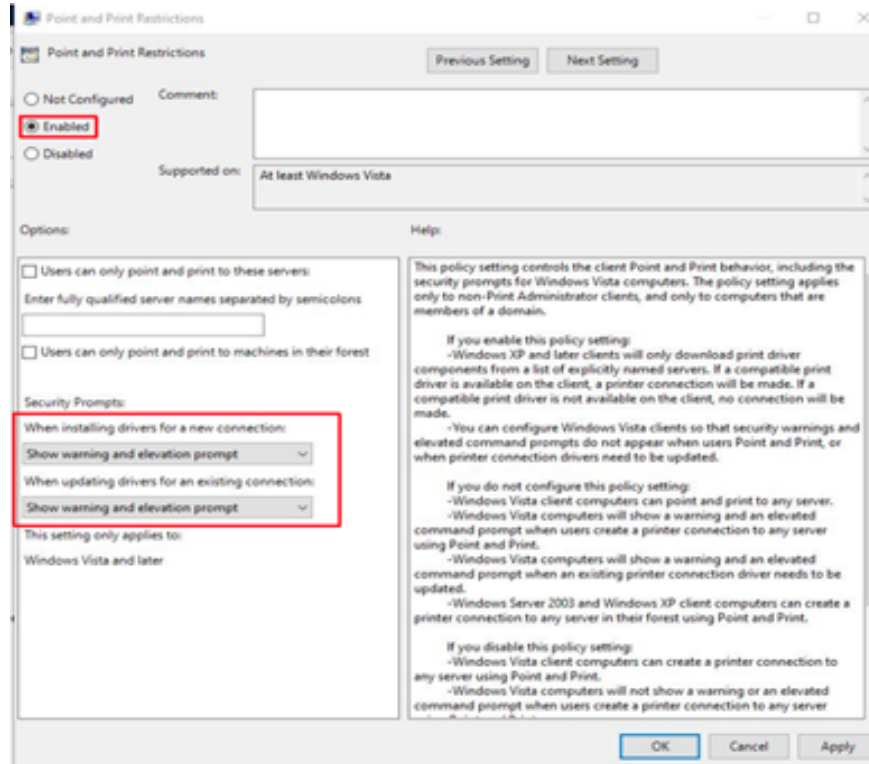 Point and Print Restrictions
Point and Print Restrictions
Previous Setting
Next Setting
Not Configured
Comment:
Enabled
Disabled
Supported on:
At least Windows Vista
Options:
Help:
Users can only point and print to these servers:
Enter fully qualified server names separated by semicolons
Users can only point and print to machines in their forest
Security Prompts:
When installing drivers for a new connection:
Show warning and elevation prompt
When updating drivers for an existing connection:
Show warning and elevation prompt
This setting only applies to:
Windows Vista and later
This policy setting controls the client Point and Print behavior, including the
security prompts for Windows Vista computers. The policy setting applies
only to non-Print Administrator clients, and only to computers that are
members of a domain.
If you enable this policy setting:
-Windows XP and later clients will only download print driver
components from a list of explicitly named servers. If a compatible print
driver is available on the client, a printer connection will be made. If a
compatible print driver is not available on the client, no connection will be
made.
-You can configure Windows Vista clients so that security warnings and
elevated command prompts do not appear when users Point and Print, or
when printer connection drivers need to be updated.
If you do not configure this policy setting:
-Windows Vista client computers can point and print to any server.
-Windows Vista computers will show a warning and an elevated
command prompt when users create a printer connection to any server
using Point and Print.
-Windows Vista computers will show a warning and an elevated
command prompt when an existing printer connection driver needs to be
updated.
-Windows Server 2003 and Windows XP client computers can create a
printer connection to any server in their forest using Point and Print.
If you disable this policy setting:
-Windows Vista client computers can create a printer connection to
any server using Point and Print.
-Windows Vista computers will not show a warning or an elevated
command prompt when users create a printer connection to any server
OK
Cancel
Apply